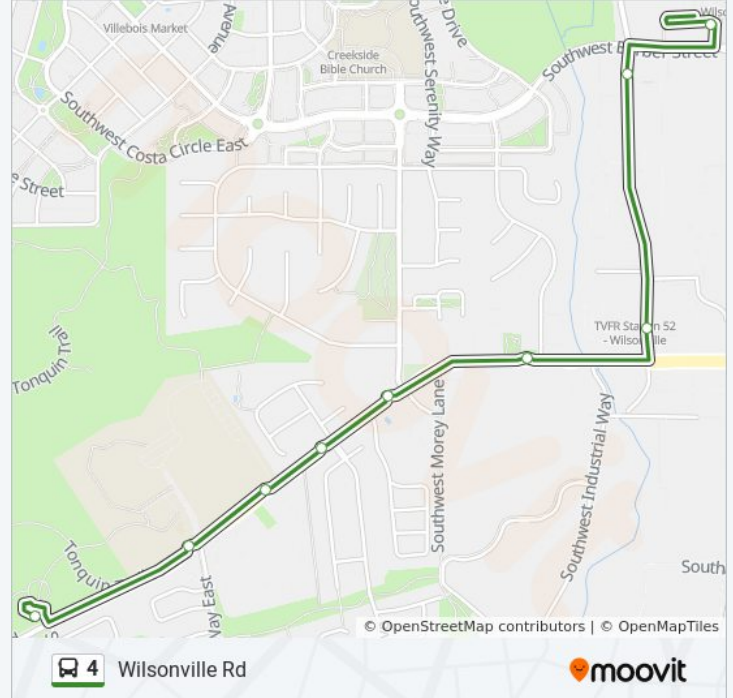 Villebois Market
Avenue
Creekside
Bible Church
Drive
Southwest Serenity Way
Wilso
Southwest Barber Street
Southwest Costa Circle East
e Street
Tonquin Trail
TVFR Station 52
- Wilsonville
Southwest Morey Lane
Southwest Industrial Way
Tonquin
Way East
South
© OpenStreetMap contributors | © OpenMapTiles
4 Wilsonville Rd
moovit